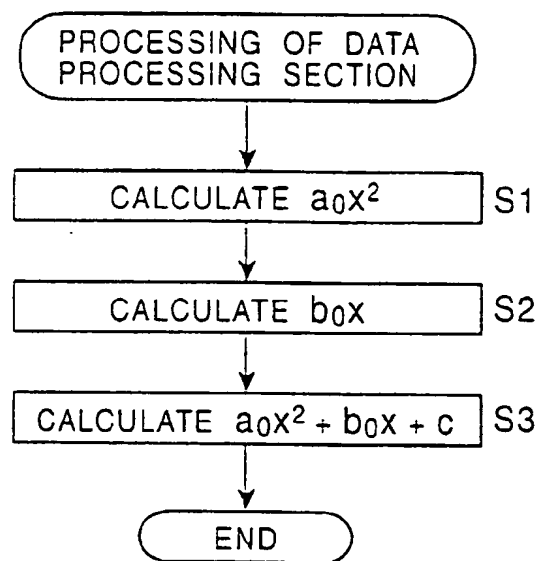 PROCESSING OF DATA
PROCESSING SECTION
CALCULATE a₀x² S1
CALCULATE b₀x S2
CALCULATE a₀x² + b₀x + c S3
END